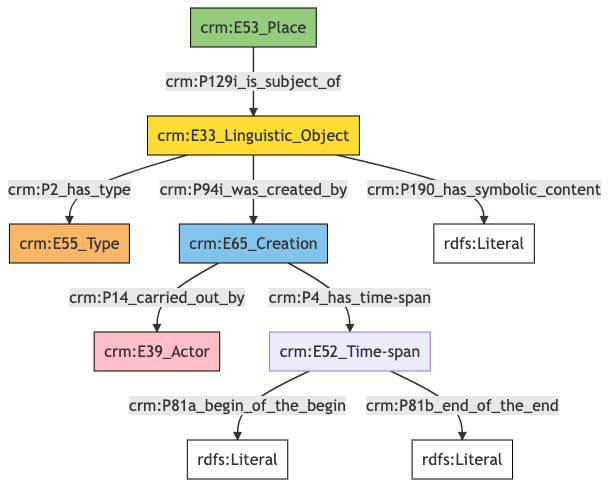 crm:E53_Place
crm:P129i_is_subject_of
crm:E33_Linguistic_Object
crm:P2_has_type
crm:P94i_was_created_by
crm:P190_has_symbolic_content
crm:E55_Type
crm:E65_Creation
rdfs:Literal
crm:P14_carried_out_by
crm:P4_has_time-span
crm:E39_Actor
crm:E52_Time-span
crm:P81a_begin_of_the_begin
crm:P81b_end_of_the_end
rdfs:Literal
rdfs:Literal